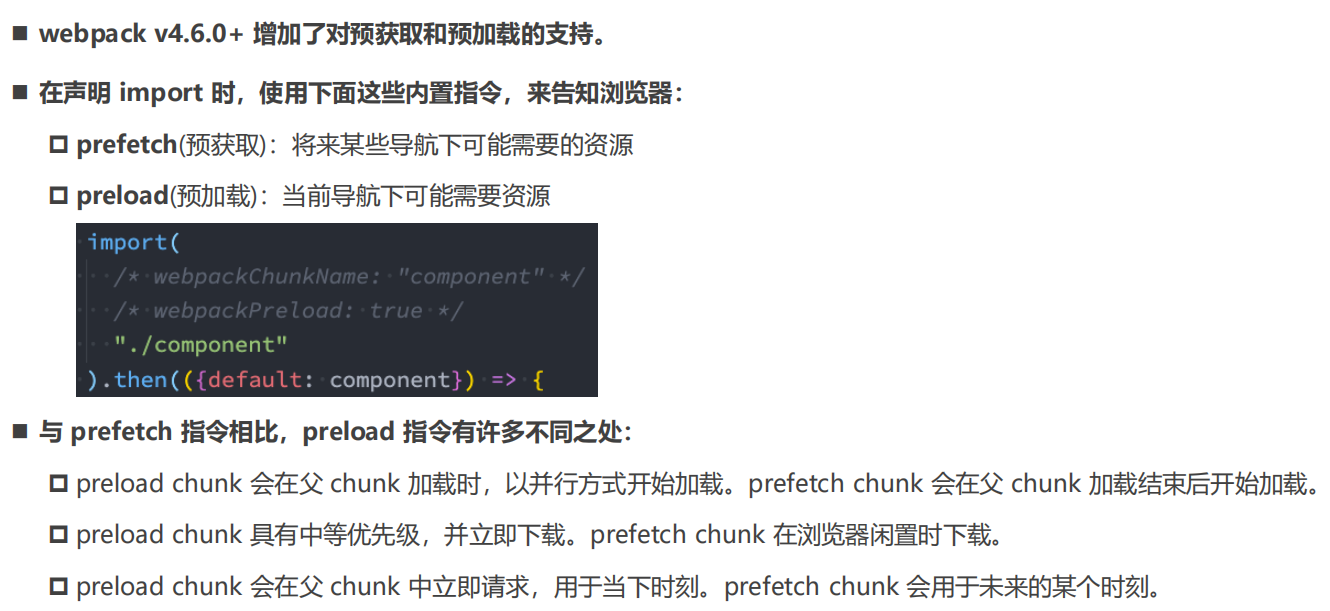 ■ webpack v4.6.0+ 增加了对预获取和预加载的支持。
■ 在声明 import 时，使用下面这些内置指令，来告知浏览器：
prefetch(预获取)：将来某些导航下可能需要的资源
preload(预加载)：当前导航下可能需要资源
import(
/* webpackChunkName: "component" */
/* webpackPreload: true */
"./component"
).then(({default: component}) => {
■ 与 prefetch 指令相比，preload 指令有许多不同之处：
preload chunk 会在父 chunk 加载时，以并行方式开始加载。prefetch chunk 会在父 chunk 加载结束后开始加载。
preload chunk 具有中等优先级，并立即下载。prefetch chunk 在浏览器闲置时下载。
preload chunk 会在父 chunk 中立即请求，用于当下时刻。prefetch chunk 会用于未来的某个时刻。